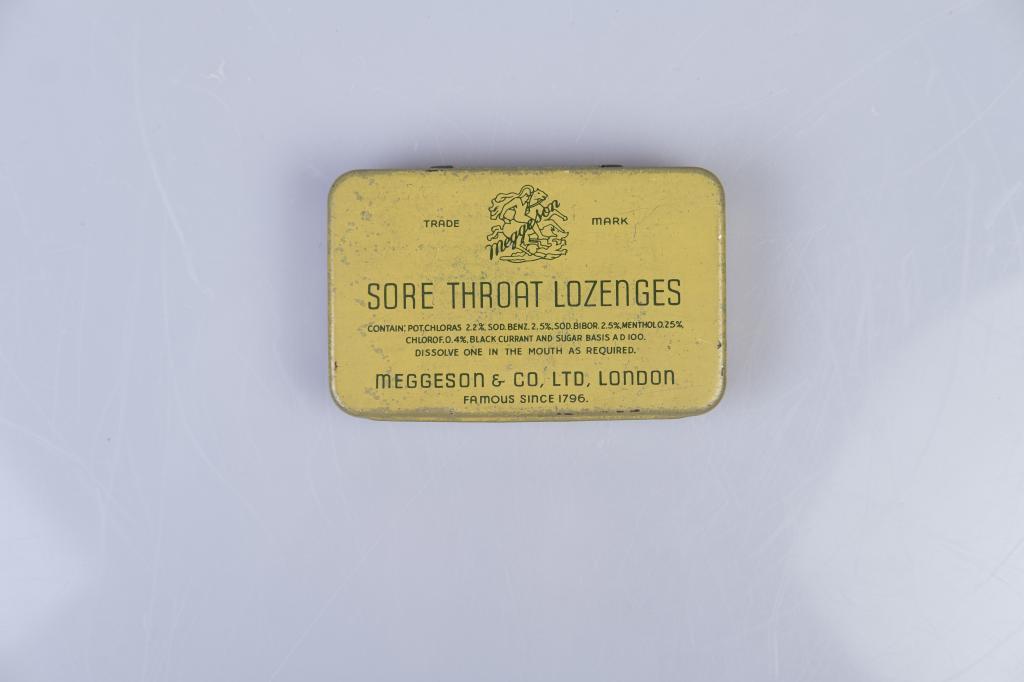 TRADE Meggeson MARK
SORE THROAT LOZENGES
CONTAIN: POT.CHLORAS 2.2%, SOD.BENZ. 2.5%, SOD.BIBOR. 2.5%, MENTHOL 0.25%,
CHLOROF. 0.4%, BLACK CURRANT AND SUGAR BASIS AD 100.
DISSOLVE ONE IN THE MOUTH AS REQUIRED.
MEGGESON & CO, LTD, LONDON
FAMOUS SINCE 1796.